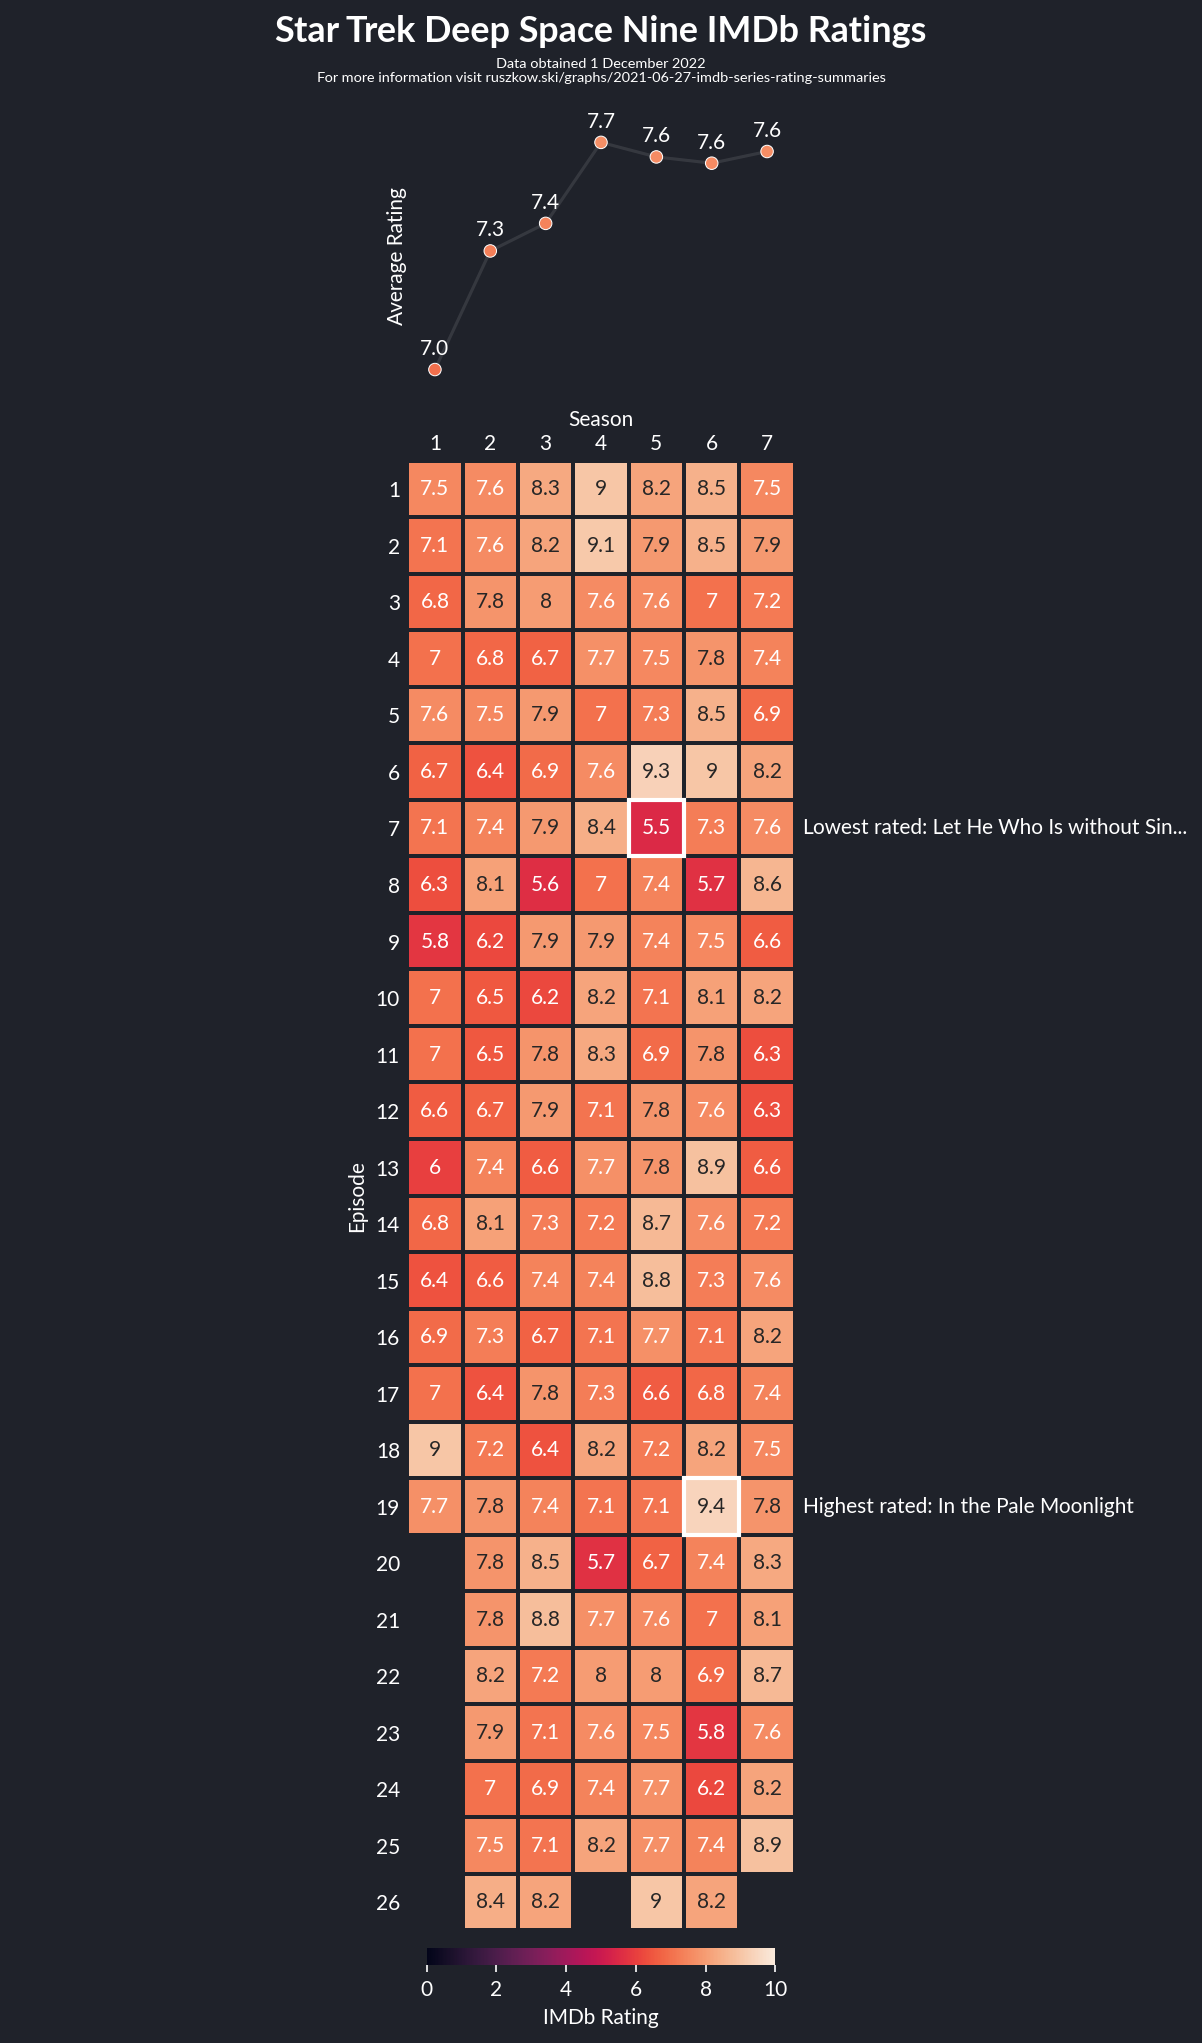 Star Trek Deep Space Nine IMDb Ratings
Data obtained 1 December 2022
For more information visit ruszkow.ski/graphs/2021-06-27-imdb-series-rating-summaries
7.7
7.6
7.6
7.6
7.4
7.3
7.0
Average Rating
Season
1 2 3 4 5 6 7
1 7.5 7.6 8.3 9 8.2 8.5 7.5
2 7.1 7.6 8.2 9.1 7.9 8.5 7.9
3 6.8 7.8 8 7.6 7.6 7 7.2
4 7 6.8 6.7 7.7 7.5 7.8 7.4
5 7.6 7.5 7.9 7 7.3 8.5 6.9
6 6.7 6.4 6.9 7.6 9.3 9 8.2
7 7.1 7.4 7.9 8.4 5.5 7.3 7.6 Lowest rated: Let He Who Is without Sin...
8 6.3 8.1 5.6 7 7.4 5.7 8.6
9 5.8 6.2 7.9 7.9 7.4 7.5 6.6
10 7 6.5 6.2 8.2 7.1 8.1 8.2
11 7 6.5 7.8 8.3 6.9 7.8 6.3
12 6.6 6.7 7.9 7.1 7.8 7.6 6.3
13 6 7.4 6.6 7.7 7.8 8.9 6.6
Episode
14 6.8 8.1 7.3 7.2 8.7 7.6 7.2
15 6.4 6.6 7.4 7.4 8.8 7.3 7.6
16 6.9 7.3 6.7 7.1 7.7 7.1 8.2
17 7 6.4 7.8 7.3 6.6 6.8 7.4
18 9 7.2 6.4 8.2 7.2 8.2 7.5
19 7.7 7.8 7.4 7.1 7.1 9.4 7.8 Highest rated: In the Pale Moonlight
20 7.8 8.5 5.7 6.7 7.4 8.3
21 7.8 8.8 7.7 7.6 7 8.1
22 8.2 7.2 8 8 6.9 8.7
23 7.9 7.1 7.6 7.5 5.8 7.6
24 7 6.9 7.4 7.7 6.2 8.2
25 7.5 7.1 8.2 7.7 7.4 8.9
26 8.4 8.2 9 8.2
0 2 4 6 8 10
IMDb Rating